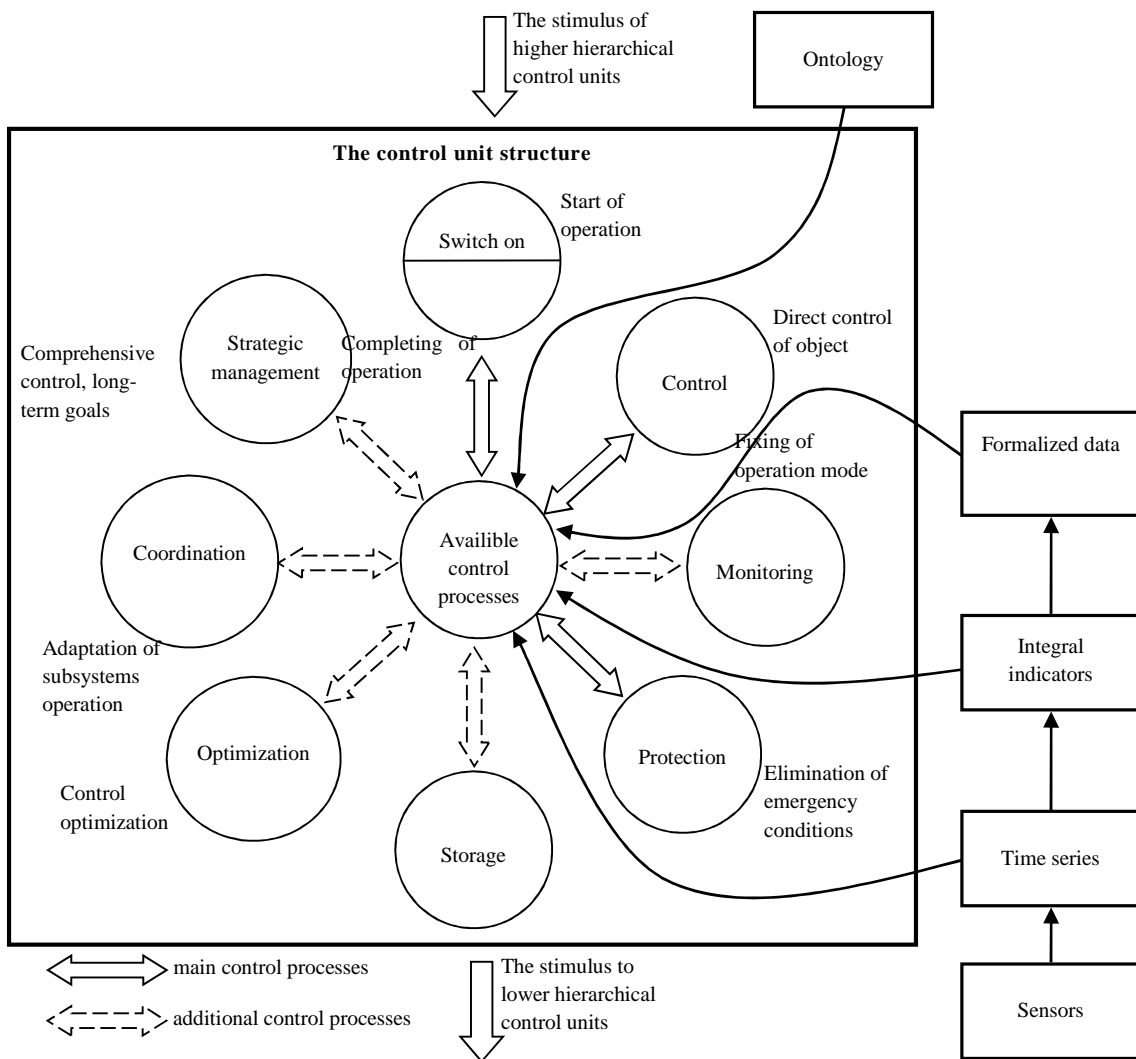 The stimulus of
higher hierarchical
control units
Ontology
The control unit structure
Start of
operation
Switch on
Direct control
of object
Strategic
management
Completing of
operation
Comprehensive
control, long-
term goals
Control
Fixing of
operation mode
Formalized data
Availible
control
processes
Coordination
Monitoring
Adaptation of
subsystems
operation
Integral
indicators
Optimization
Protection
Control
optimization
Elimination of
emergency
conditions
Storage
Time series
main control processes
additional control processes
The stimulus to
lower hierarchical
control units
Sensors